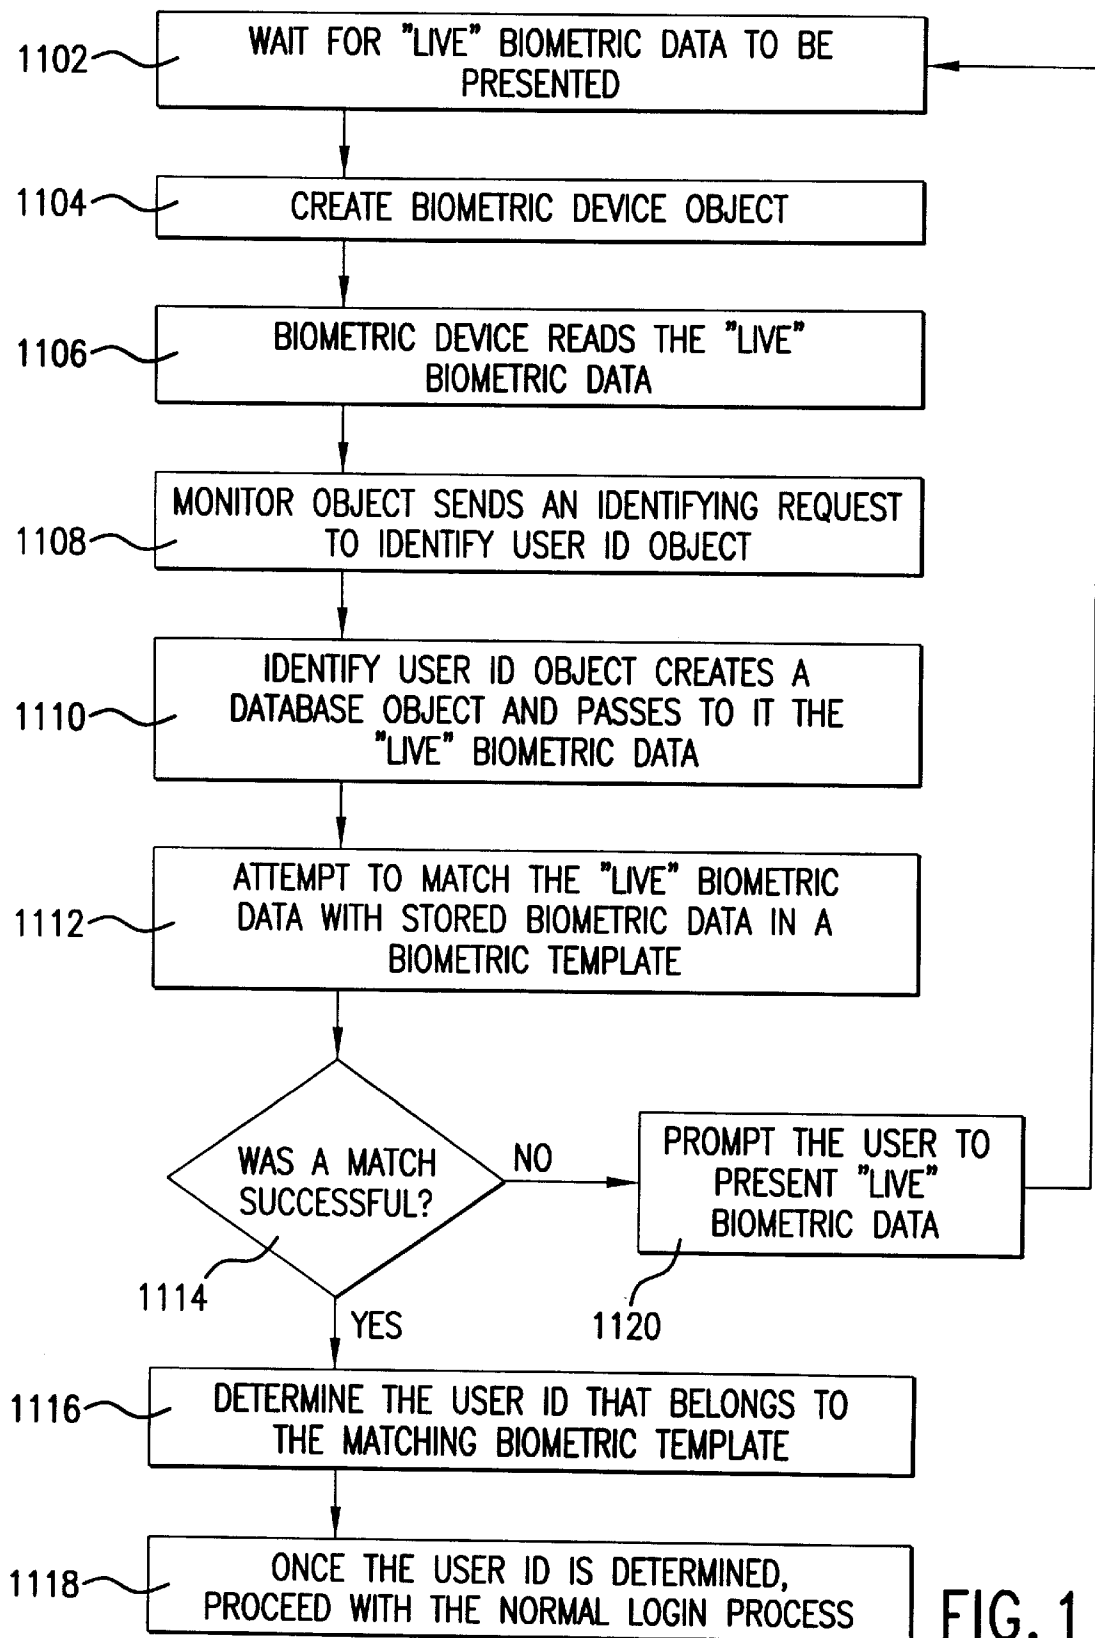 1102
WAIT FOR "LIVE" BIOMETRIC DATA TO BE
PRESENTED
1104
CREATE BIOMETRIC DEVICE OBJECT
1106
BIOMETRIC DEVICE READS THE "LIVE"
BIOMETRIC DATA
1108
MONITOR OBJECT SENDS AN IDENTIFYING REQUEST
TO IDENTIFY USER ID OBJECT
1110
IDENTIFY USER ID OBJECT CREATES A
DATABASE OBJECT AND PASSES TO IT THE
"LIVE" BIOMETRIC DATA
1112
ATTEMPT TO MATCH THE "LIVE" BIOMETRIC
DATA WITH STORED BIOMETRIC DATA IN A
BIOMETRIC TEMPLATE
WAS A MATCH
SUCCESSFUL?
1114
NO
PROMPT THE USER TO
PRESENT "LIVE"
BIOMETRIC DATA
1120
YES
1116
DETERMINE THE USER ID THAT BELONGS TO
THE MATCHING BIOMETRIC TEMPLATE
1118
ONCE THE USER ID IS DETERMINED,
PROCEED WITH THE NORMAL LOGIN PROCESS
FIG. 1